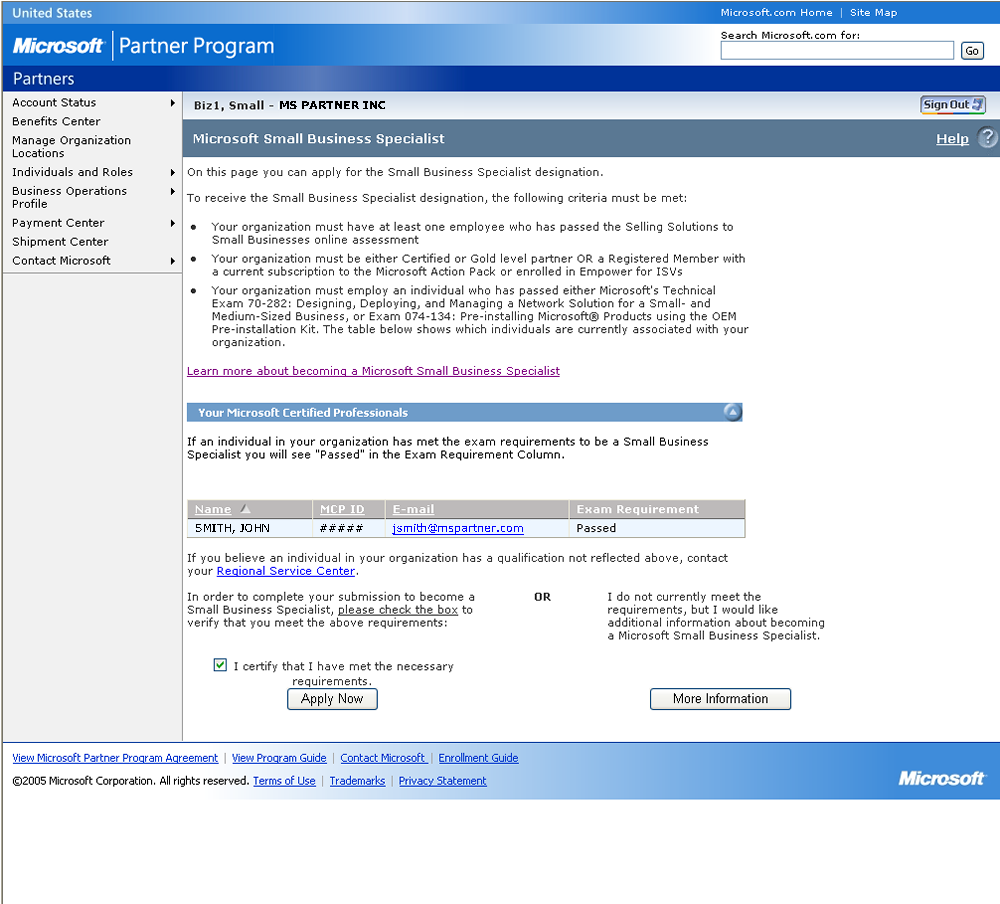 United States
Microsoft.com Home | Site Map
Microsoft | Partner Program
Search Microsoft.com for:
Go
Partners
Account Status
Benefits Center
Manage Organization
Locations
Individuals and Roles
Business Operations
Profile
Payment Center
Shipment Center
Contact Microsoft
Biz1, Small - MS PARTNER INC
Sign Out
Microsoft Small Business Specialist
Help ?
On this page you can apply for the Small Business Specialist designation.
To receive the Small Business Specialist designation, the following criteria must be met:
• Your organization must have at least one employee who has passed the Selling Solutions to
Small Businesses online assessment
• Your organization must be either Certified or Gold level partner OR a Registered Member with
a current subscription to the Microsoft Action Pack or enrolled in Empower for ISVs
• Your organization must employ an individual who has passed either Microsoft's Technical
Exam 70-282: Designing, Deploying, and Managing a Network Solution for a Small- and
Medium-Sized Business, or Exam 074-134: Pre-installing Microsoft® Products using the OEM
Pre-installation Kit. The table below shows which individuals are currently associated with your
organization.
Learn more about becoming a Microsoft Small Business Specialist
Your Microsoft Certified Professionals
If an individual in your organization has met the exam requirements to be a Small Business
Specialist you will see "Passed" in the Exam Requirement Column.
Name MCP ID E-mail Exam Requirement
SMITH, JOHN ##### jsmith@mspartner.com Passed
If you believe an individual in your organization has a qualification not reflected above, contact
your Regional Service Center.
In order to complete your submission to become a
Small Business Specialist, please check the box to
verify that you meet the above requirements:
OR
I do not currently meet the
requirements, but I would like
additional information about becoming
a Microsoft Small Business Specialist.
I certify that I have met the necessary
requirements.
Apply Now
More Information
View Microsoft Partner Program Agreement | View Program Guide | Contact Microsoft | Enrollment Guide
©2005 Microsoft Corporation. All rights reserved. Terms of Use | Trademarks | Privacy Statement
Microsoft